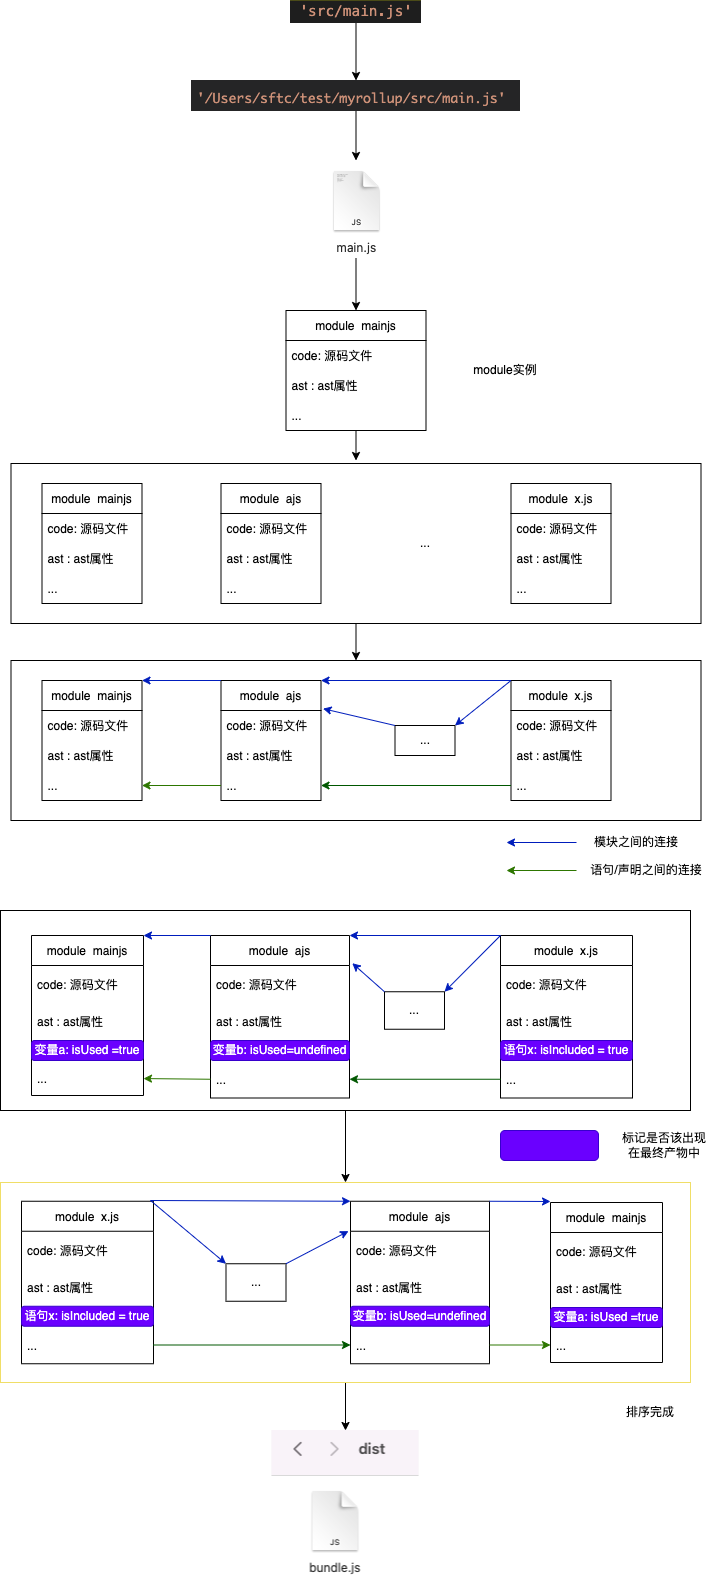 'src/main.js'
'/Users/sftc/test/myrollup/src/main.js'
JS
main.js
module mainjs
code: 源码文件
ast : ast属性
...
module实例
module mainjs
code: 源码文件
ast : ast属性
...
module ajs
code: 源码文件
ast : ast属性
...
...
module x.js
code: 源码文件
ast : ast属性
...
module mainjs
code: 源码文件
ast : ast属性
...
module ajs
code: 源码文件
ast : ast属性
...
...
module x.js
code: 源码文件
ast : ast属性
...
模块之间的连接
语句/声明之间的连接
module mainjs
code: 源码文件
ast : ast属性
变量a: isUsed =true
...
module ajs
code: 源码文件
ast : ast属性
变量b: isUsed=undefined
...
...
module x.js
code: 源码文件
ast : ast属性
语句x: isIncluded = true
...
标记是否该出现
在最终产物中
module x.js
code: 源码文件
ast : ast属性
语句x: isIncluded = true
...
...
module ajs
code: 源码文件
ast : ast属性
变量b: isUsed=undefined
...
module mainjs
code: 源码文件
ast : ast属性
变量a: isUsed =true
...
排序完成
dist
JS
bundle.js